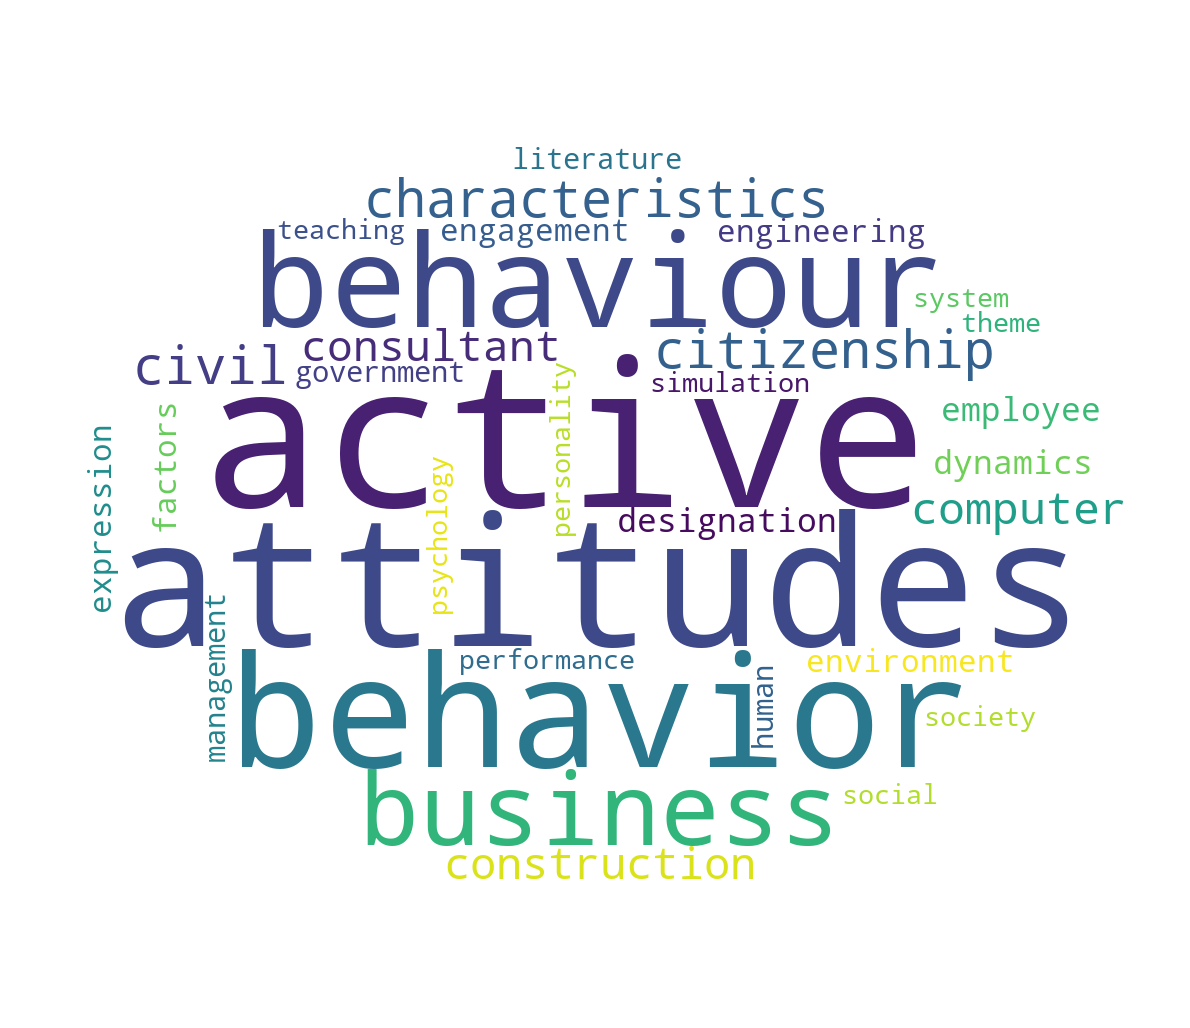 literature
characteristics
teaching
engagement
engineering
behaviour
system
theme
consultant
citizenship
civil
government
simulation
active
personality
employee
factors
expression
dynamics
psychology
computer
designation
attitudes
management
performance
environment
behavior
human
society
business
social
construction